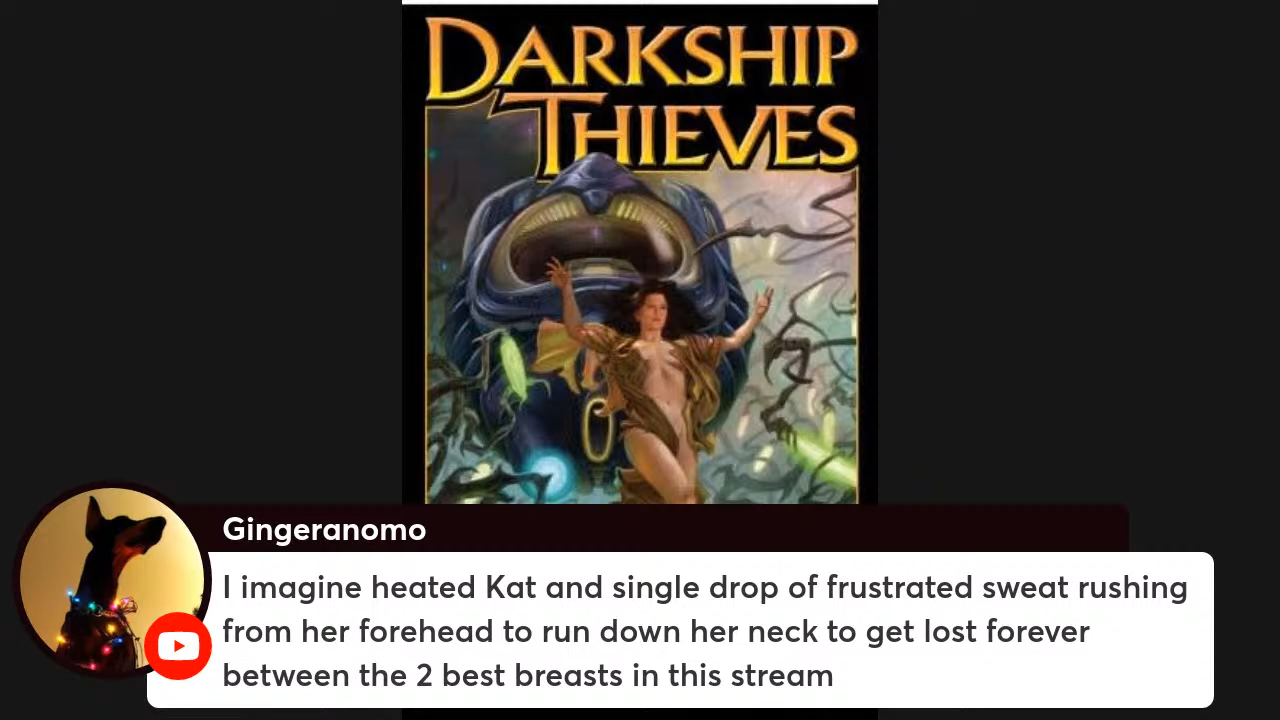 DARKSHIP
THIEVES
Gingeranomo
I imagine heated Kat and single drop of frustrated sweat rushing
from her forehead to run down her neck to get lost forever
between the 2 best breasts in this stream